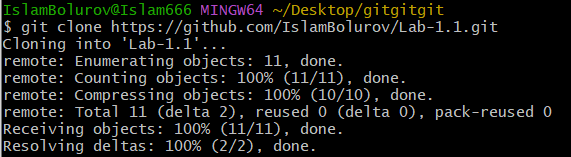 IslamBolurov@Islam666 MINGW64 ~/Desktop/gitgitgit
$ git clone https://github.com/IslamBolurov/Lab-1.1.git
Cloning into 'Lab-1.1'...
remote: Enumerating objects: 11, done.
remote: Counting objects: 100% (11/11), done.
remote: Compressing objects: 100% (10/10), done.
remote: Total 11 (delta 2), reused 0 (delta 0), pack-reused 0
Receiving objects: 100% (11/11), done.
Resolving deltas: 100% (2/2), done.